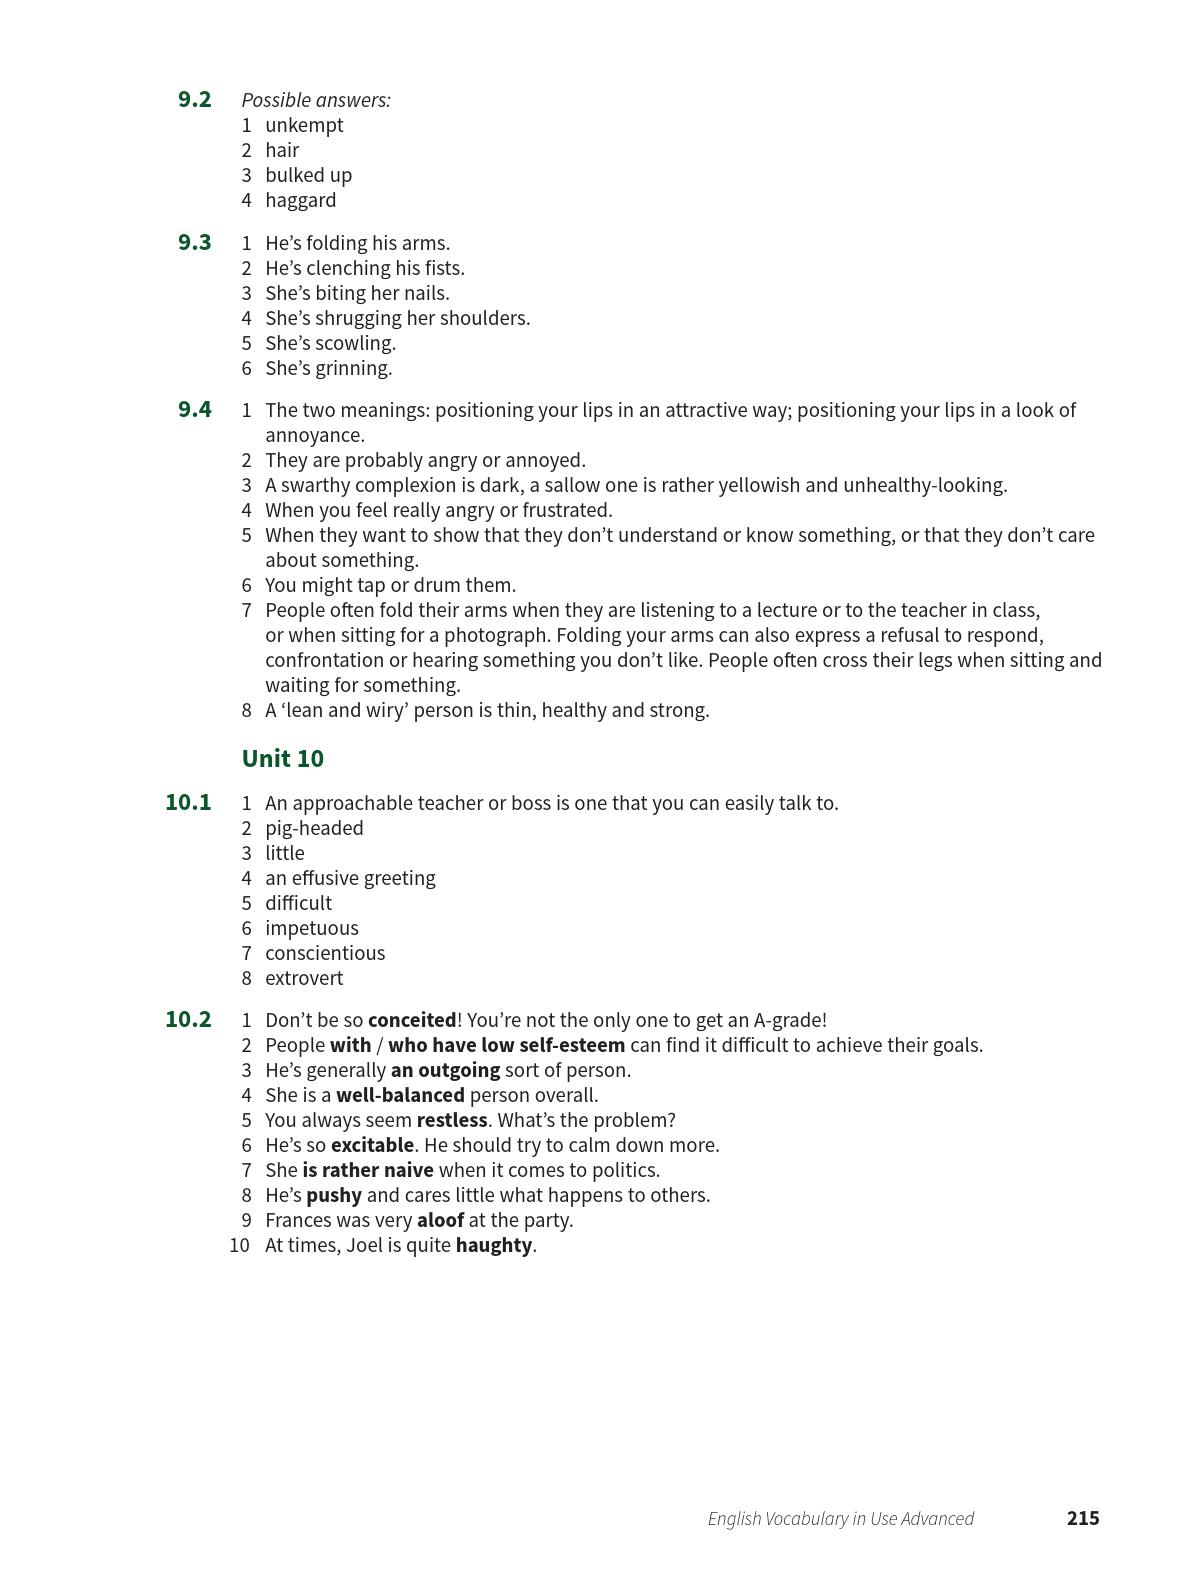 9.2 Possible answers:
1 unkempt
2 hair
3 bulked up
4 haggard
9.3 1 He’s folding his arms.
2 He’s clenching his fists.
3 She’s biting her nails.
4 She’s shrugging her shoulders.
5 She’s scowling.
6 She’s grinning.
9.4 1 The two meanings: positioning your lips in an attractive way; positioning your lips in a look of
annoyance.
2 They are probably angry or annoyed.
3 A swarthy complexion is dark, a sallow one is rather yellowish and unhealthy-looking.
4 When you feel really angry or frustrated.
5 When they want to show that they don’t understand or know something, or that they don’t care
about something.
6 You might tap or drum them.
7 People often fold their arms when they are listening to a lecture or to the teacher in class,
or when sitting for a photograph. Folding your arms can also express a refusal to respond,
confrontation or hearing something you don’t like. People often cross their legs when sitting and
waiting for something.
8 A ‘lean and wiry’ person is thin, healthy and strong.
Unit 10
10.1 1 An approachable teacher or boss is one that you can easily talk to.
2 pig-headed
3 little
4 an effusive greeting
5 difficult
6 impetuous
7 conscientious
8 extrovert
10.2 1 Don’t be so conceited! You’re not the only one to get an A-grade!
2 People with / who have low self-esteem can find it difficult to achieve their goals.
3 He’s generally an outgoing sort of person.
4 She is a well-balanced person overall.
5 You always seem restless. What’s the problem?
6 He’s so excitable. He should try to calm down more.
7 She is rather naive when it comes to politics.
8 He’s pushy and cares little what happens to others.
9 Frances was very aloof at the party.
10 At times, Joel is quite haughty.
English Vocabulary in Use Advanced 215